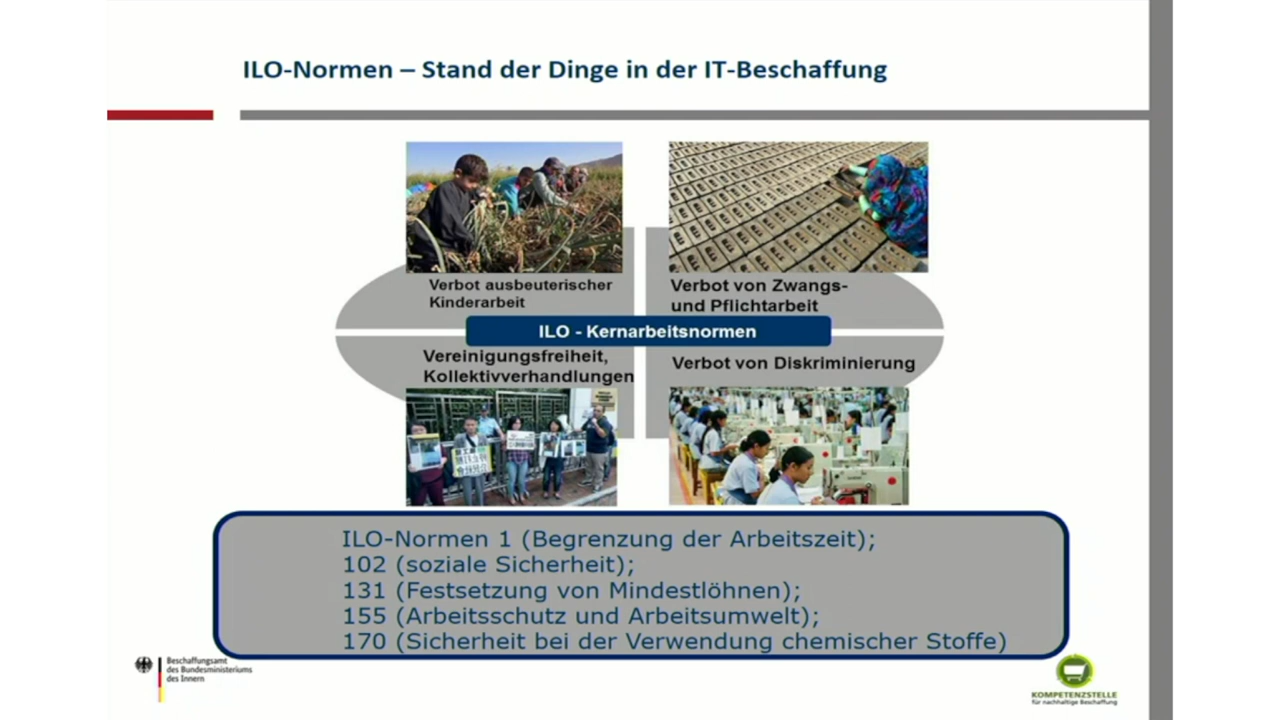 ILO-Normen – Stand der Dinge in der IT-Beschaffung
Verbot ausbeuterischer
Kinderarbeit
Verbot von Zwangs-
und Pflichtarbeit
ILO - Kernarbeitsnormen
Vereinigungsfreiheit,
Kollektivverhandlungen
Verbot von Diskriminierung
ILO-Normen 1 (Begrenzung der Arbeitszeit);
102 (soziale Sicherheit);
131 (Festsetzung von Mindestlöhnen);
155 (Arbeitsschutz und Arbeitsumwelt);
170 (Sicherheit bei der Verwendung chemischer Stoffe)
Beschaffungsamt
des Bundesministeriums
des Innern
KOMPETENZSTELLE
für nachhaltige Beschaffung